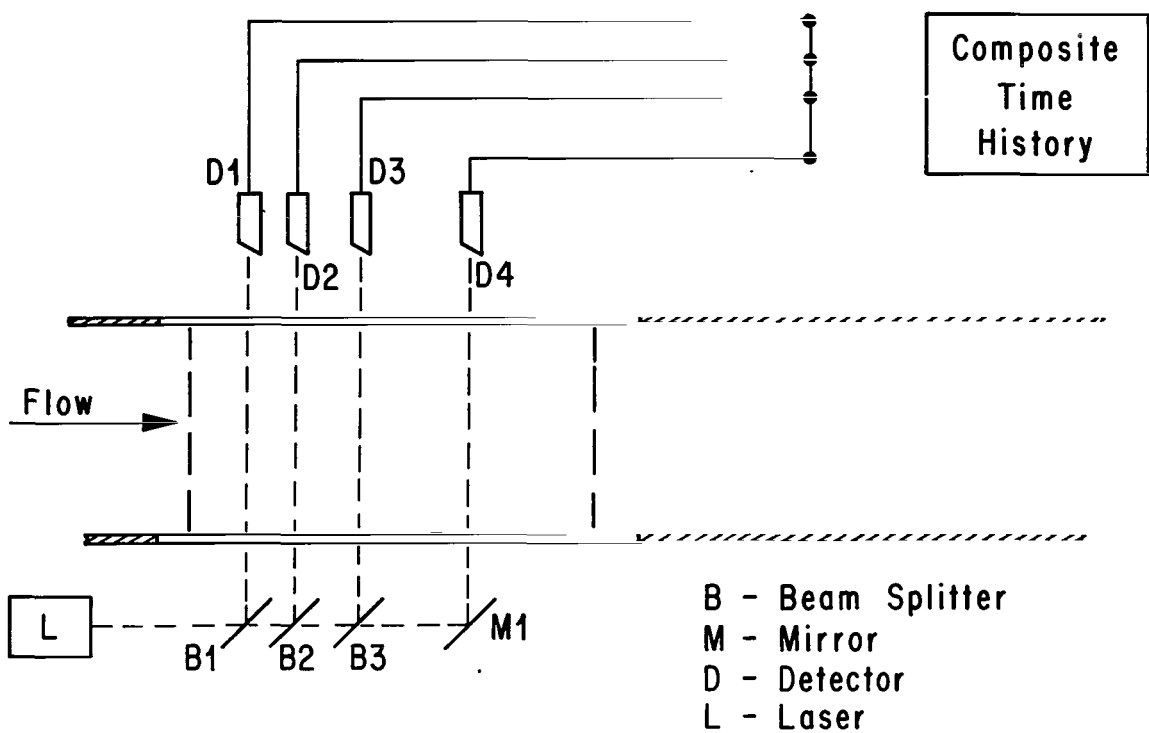 Composite
Time
History
D1
D3
D2
D4
Flow
L
B1
B2
B3
M1
B - Beam Splitter
M - Mirror
D - Detector
L - Laser